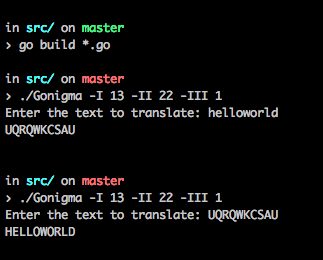 in src/ on master
› go build *.go
in src/ on master
› ./Gonigma -I 13 -II 22 -III 1
Enter the text to translate: helloworld
UQRQWKCSAU
in src/ on master
› ./Gonigma -I 13 -II 22 -III 1
Enter the text to translate: UQRQWKCSAU
HELLOWORLD